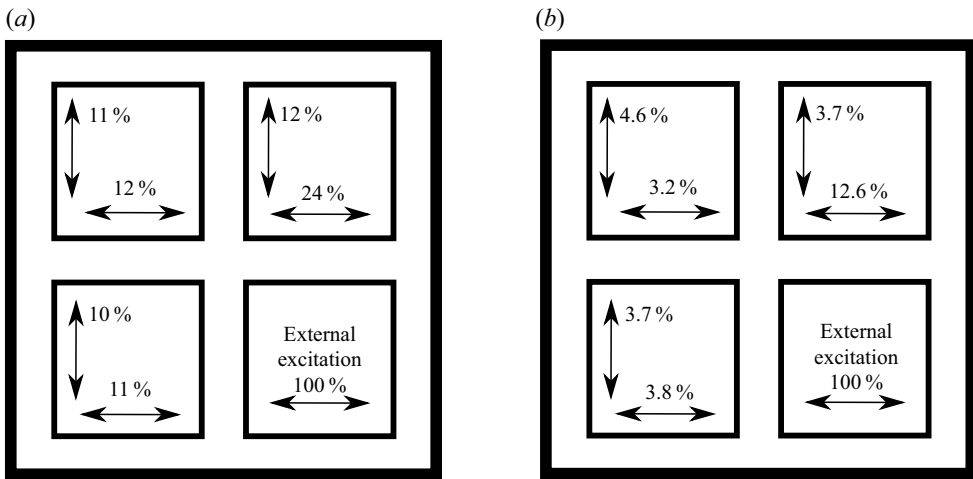 (a)
11 %
12 %
12 %
24 %
10 %
11 %
External
excitation
100 %
(b)
4.6 %
3.2 %
3.7 %
12.6 %
3.7 %
3.8 %
External
excitation
100 %